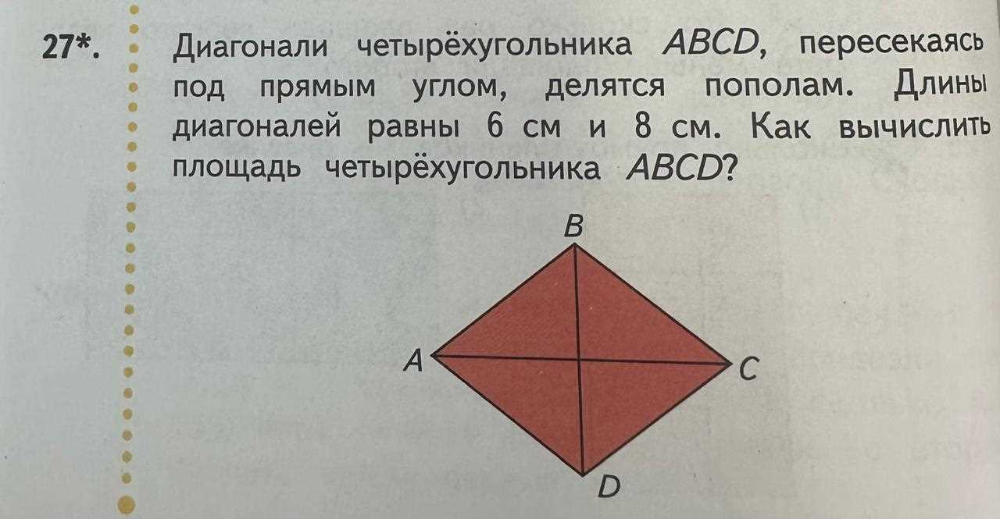 27*. Диагонали четырёхугольника ABCD, пересекаясь
под прямым углом, делятся пополам. Длины
диагоналей равны 6 см и 8 см. Как вычислить
площадь четырёхугольника ABCD?
B
A
C
D